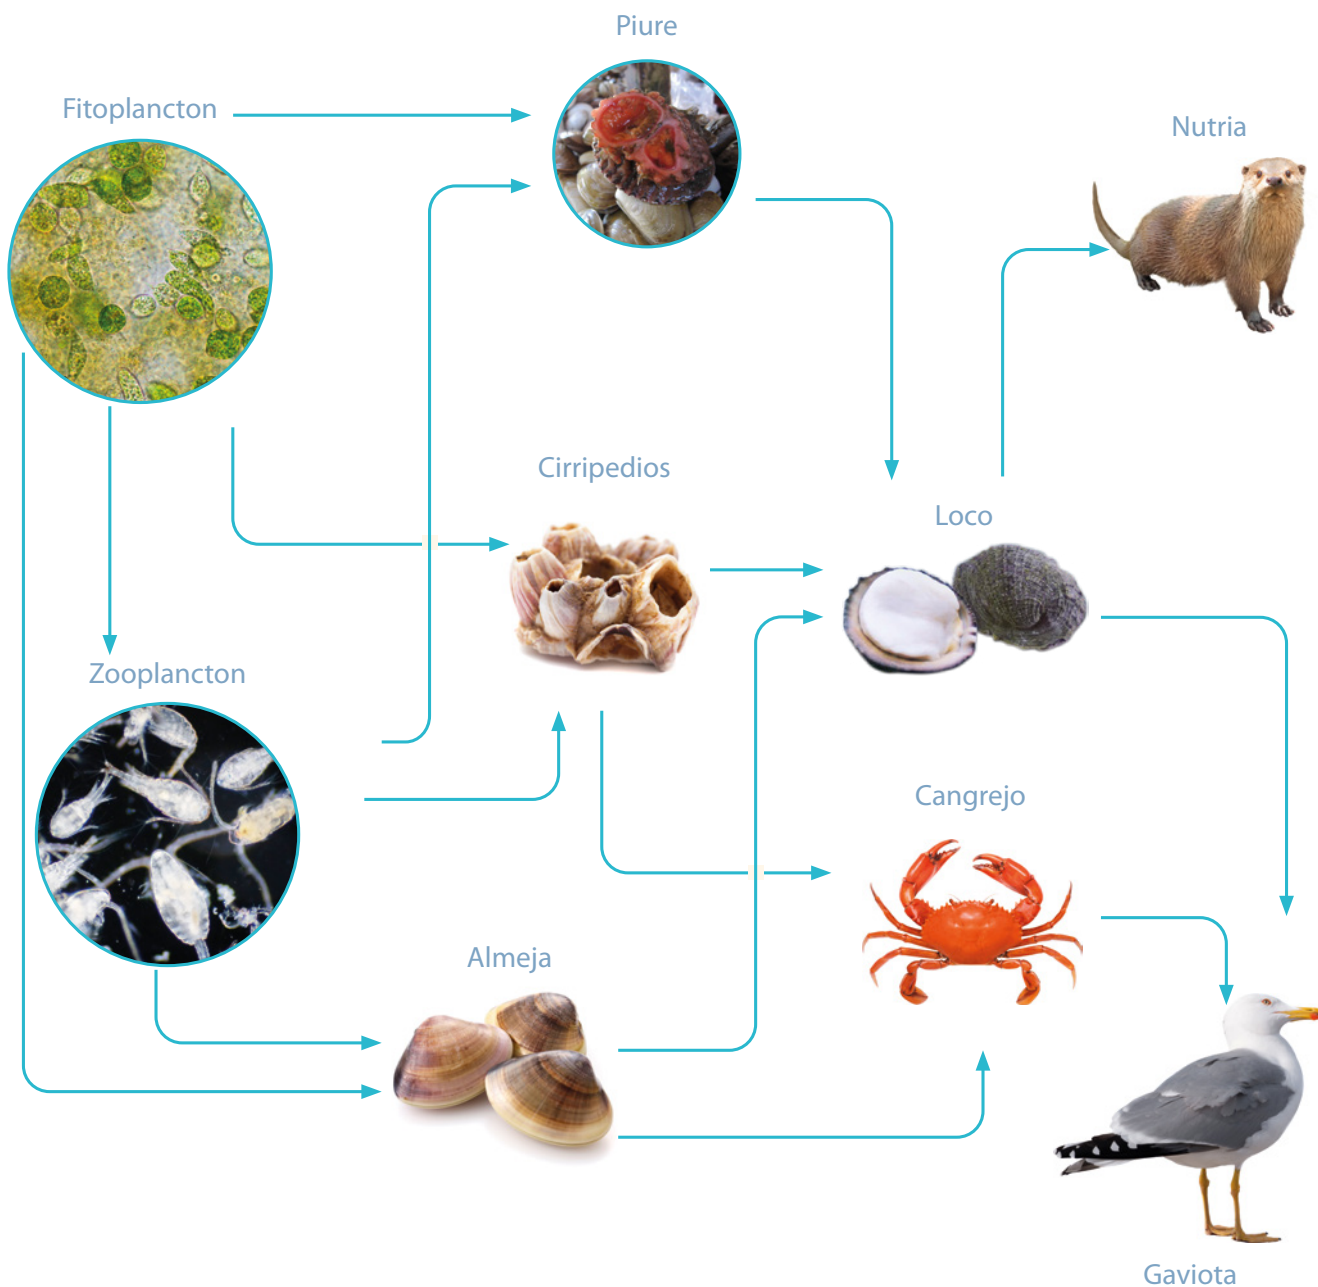 Piure
Fitoplancton
Nutria
Cirripedios
Loco
Zooplancton
Cangrejo
Almeja
Gaviota